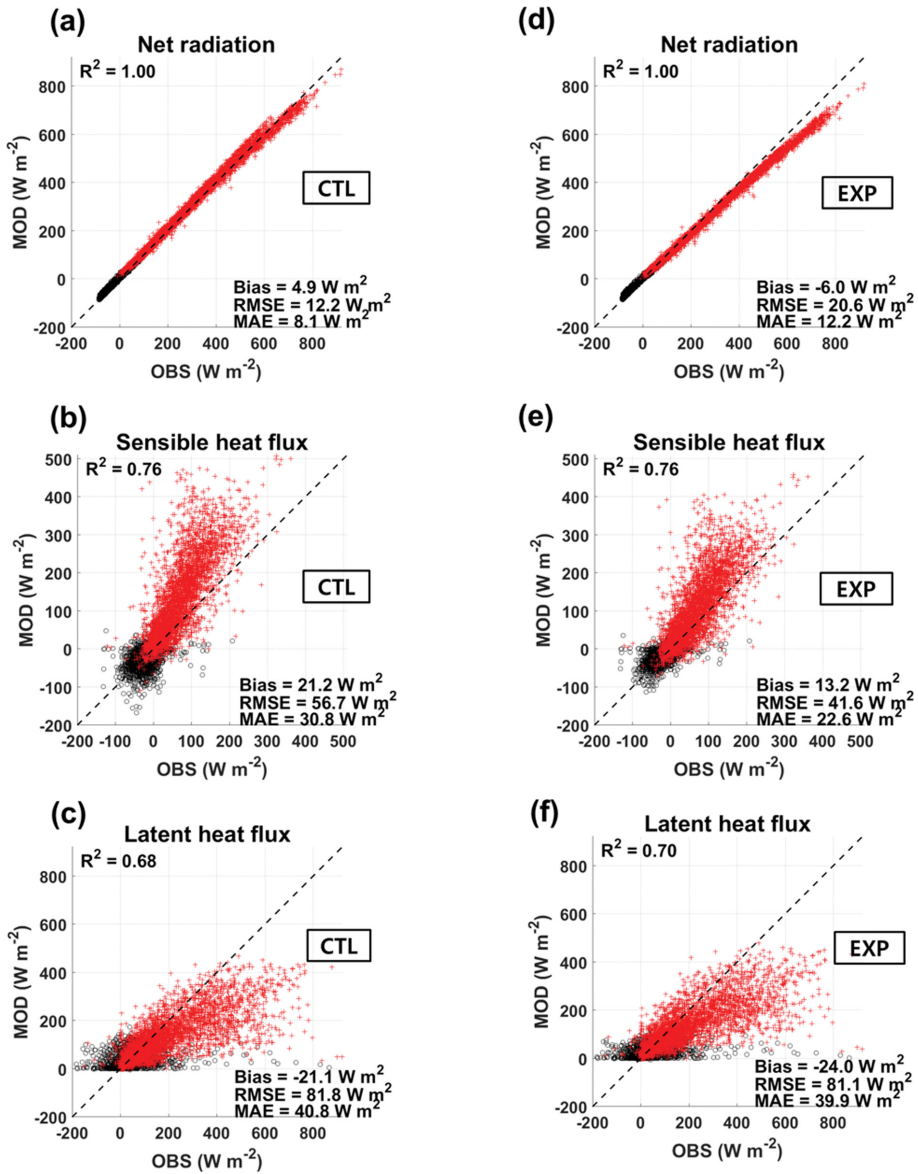 (a)
Net radiation
R² = 1.00
800
600
400
200
0
-200
MOD (W m⁻²)
CTL
Bias = 4.9 W m²
RMSE = 12.2 W m²
MAE = 8.1 W m²
-200 0 200 400 600 800
OBS (W m⁻²)
(d)
Net radiation
R² = 1.00
800
600
400
200
0
-200
MOD (W m⁻²)
EXP
Bias = -6.0 W m²
RMSE = 20.6 W m²
MAE = 12.2 W m²
-200 0 200 400 600 800
OBS (W m⁻²)
(b)
Sensible heat flux
R² = 0.76
500
400
300
200
100
0
-100
-200
MOD (W m⁻²)
CTL
Bias = 21.2 W m²
RMSE = 56.7 W m²
MAE = 30.8 W m²
-200 -100 0 100 200 300 400 500
OBS (W m⁻²)
(e)
Sensible heat flux
R² = 0.76
500
400
300
200
100
0
-100
-200
MOD (W m⁻²)
EXP
Bias = 13.2 W m²
RMSE = 41.6 W m²
MAE = 22.6 W m²
-200 -100 0 100 200 300 400 500
OBS (W m⁻²)
(c)
Latent heat flux
R² = 0.68
800
600
400
200
0
-200
MOD (W m⁻²)
CTL
Bias = -21.1 W m²
RMSE = 81.8 W m²
MAE = 40.8 W m²
-200 0 200 400 600 800
OBS (W m⁻²)
(f)
Latent heat flux
R² = 0.70
800
600
400
200
0
-200
MOD (W m⁻²)
EXP
Bias = -24.0 W m²
RMSE = 81.1 W m²
MAE = 39.9 W m²
-200 0 200 400 600 800
OBS (W m⁻²)